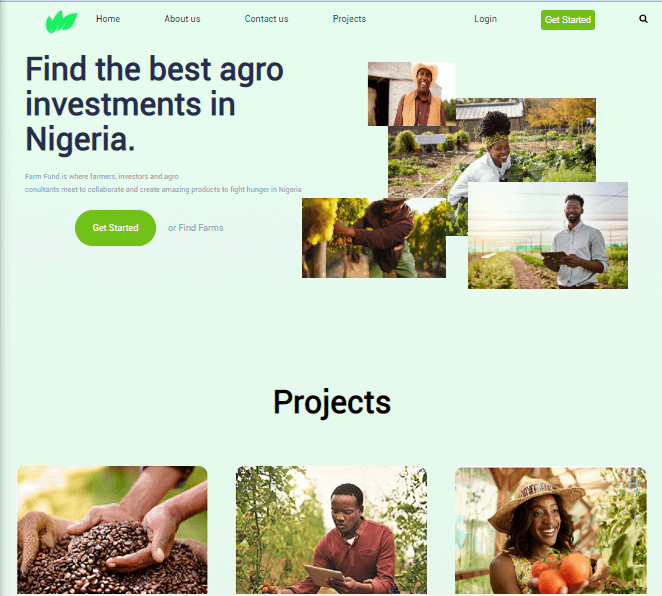 Home About us Contact us Projects Login Get Started
Find the best agro
investments in
Nigeria.
Farm Fund is where farmers, investors and agro
conultants meet to collaborate and create amazing products to fight hunger in Nigeria
Get Started or Find Farms
Projects